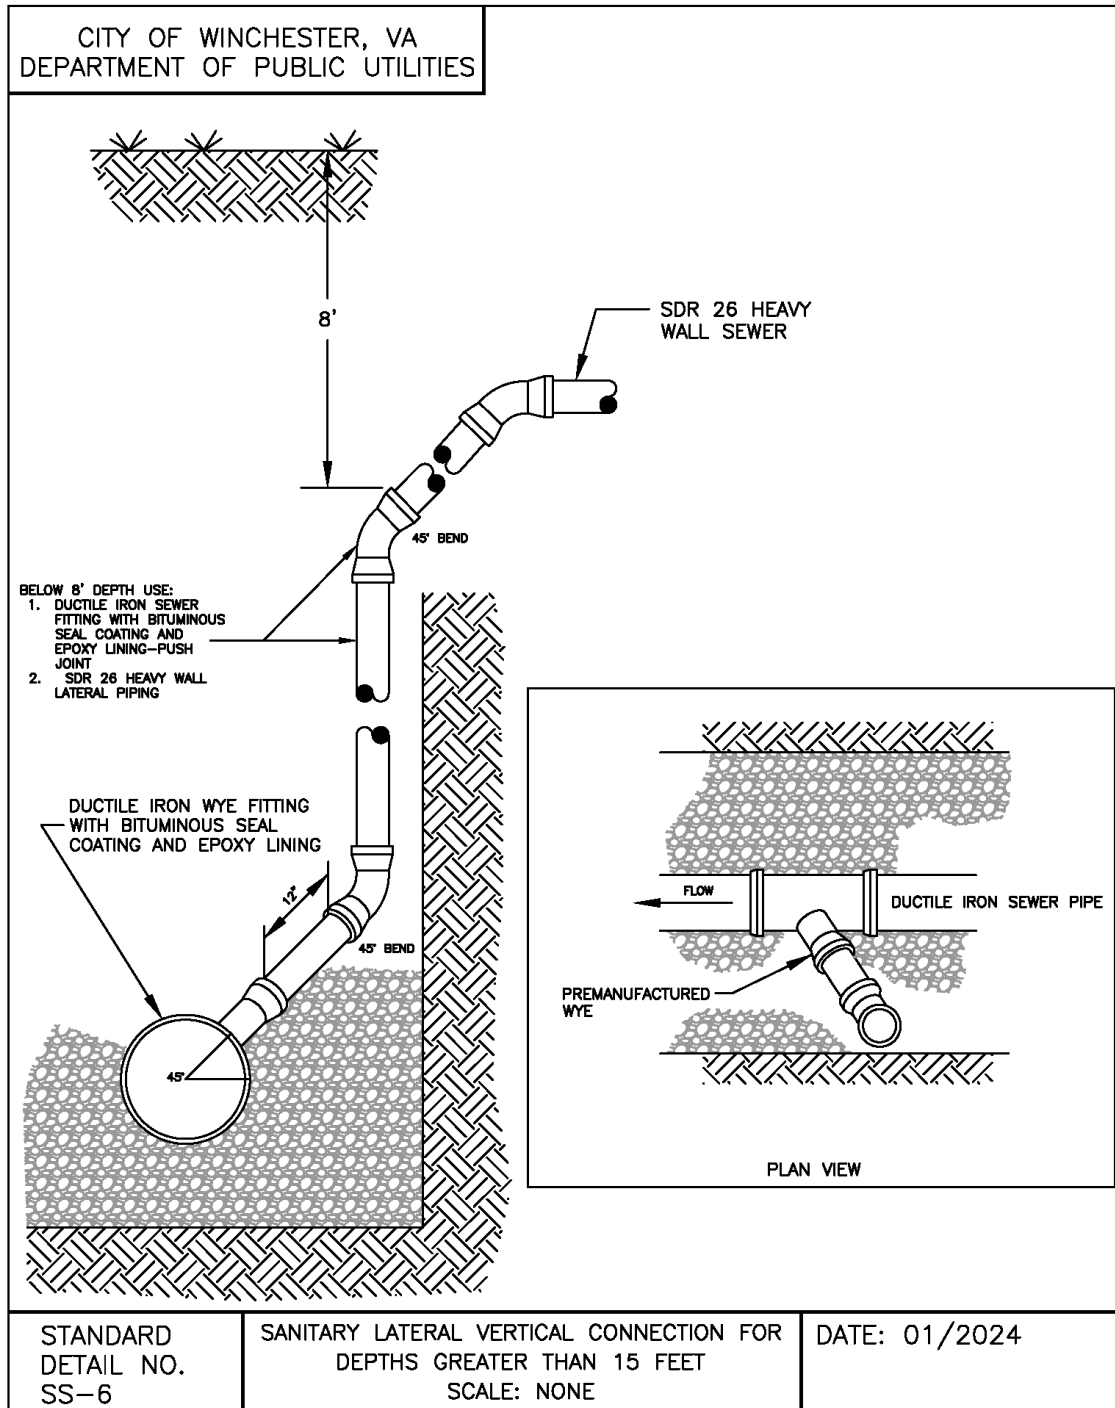 CITY OF WINCHESTER, VA
DEPARTMENT OF PUBLIC UTILITIES
8'
SDR 26 HEAVY
WALL SEWER
45° BEND
BELOW 8' DEPTH USE:
1. DUCTILE IRON SEWER
FITTING WITH BITUMINOUS
SEAL COATING AND
EPOXY LINING-PUSH
JOINT
2. SDR 26 HEAVY WALL
LATERAL PIPING
DUCTILE IRON WYE FITTING
WITH BITUMINOUS SEAL
COATING AND EPOXY LINING
12"
45° BEND
45°
FLOW
DUCTILE IRON SEWER PIPE
PREMANUFACTURED
WYE
PLAN VIEW
STANDARD
DETAIL NO.
SS-6
SANITARY LATERAL VERTICAL CONNECTION FOR
DEPTHS GREATER THAN 15 FEET
SCALE: NONE
DATE: 01/2024